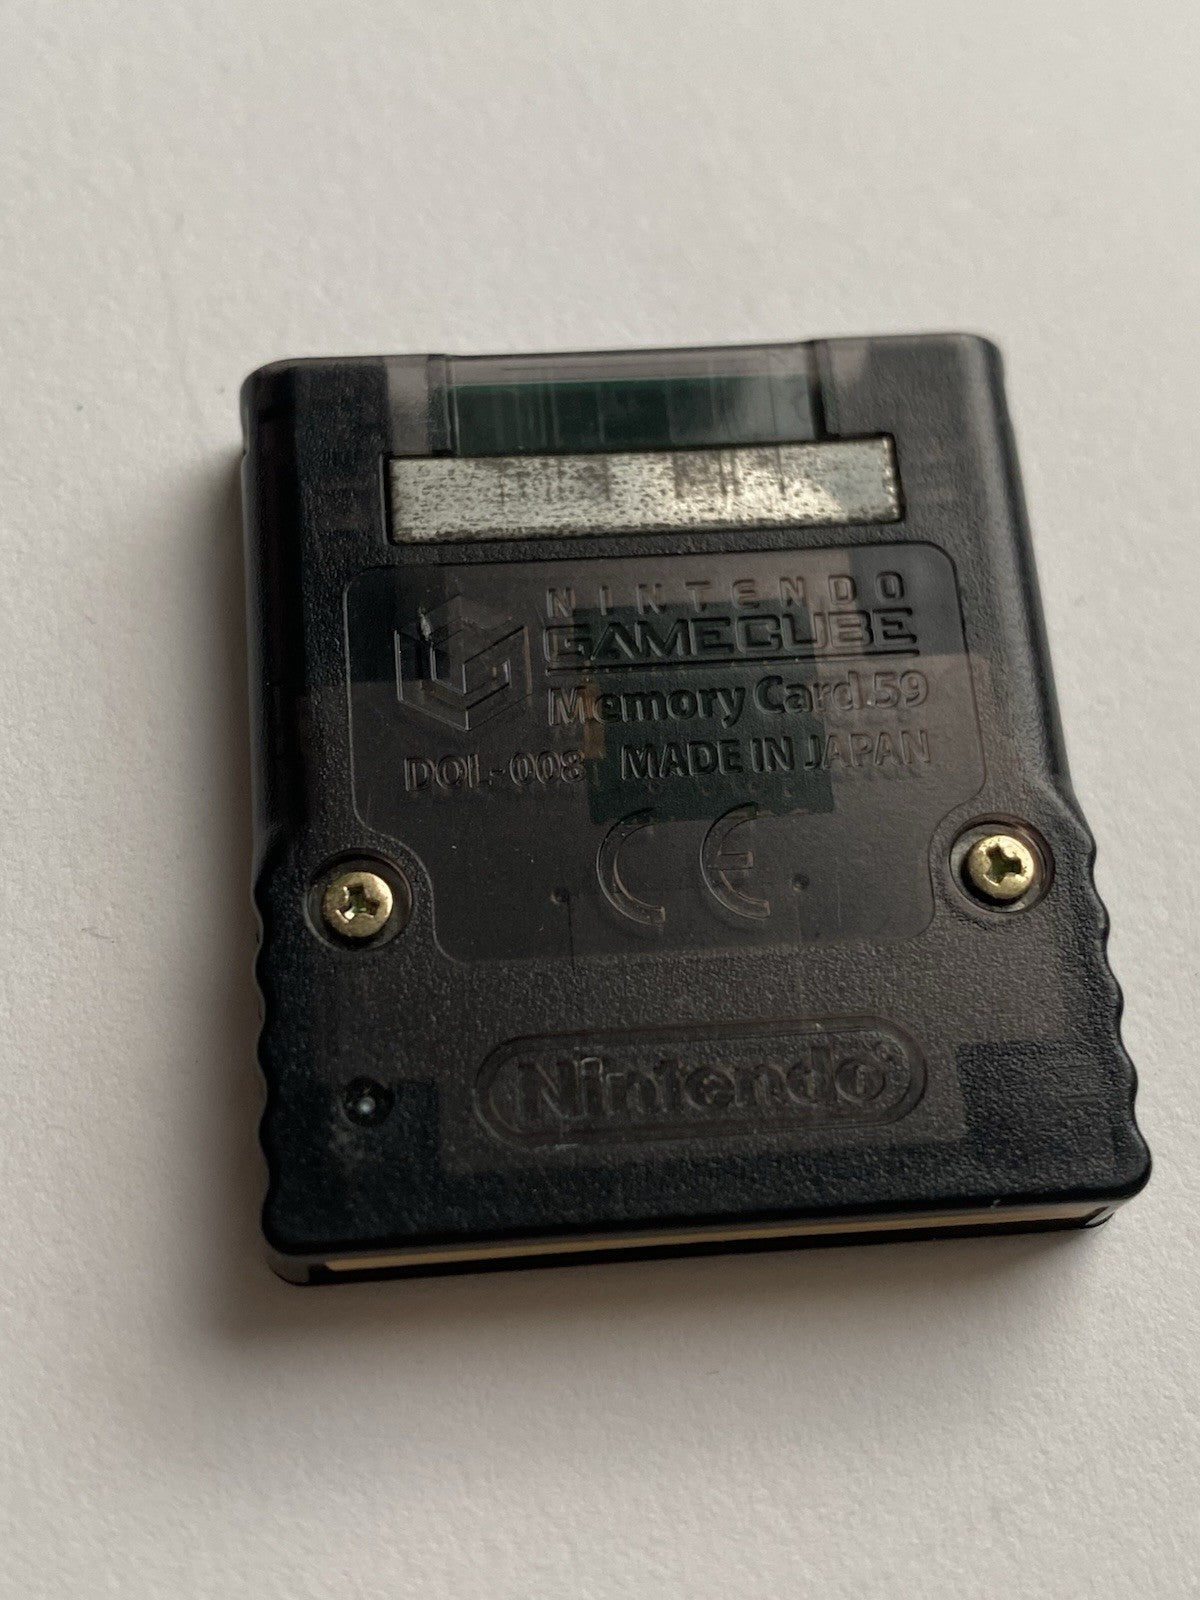 NINTENDO
GAMECUBE
Memory Card 59
DOL-008 MADE IN JAPAN
CE
Nintendo